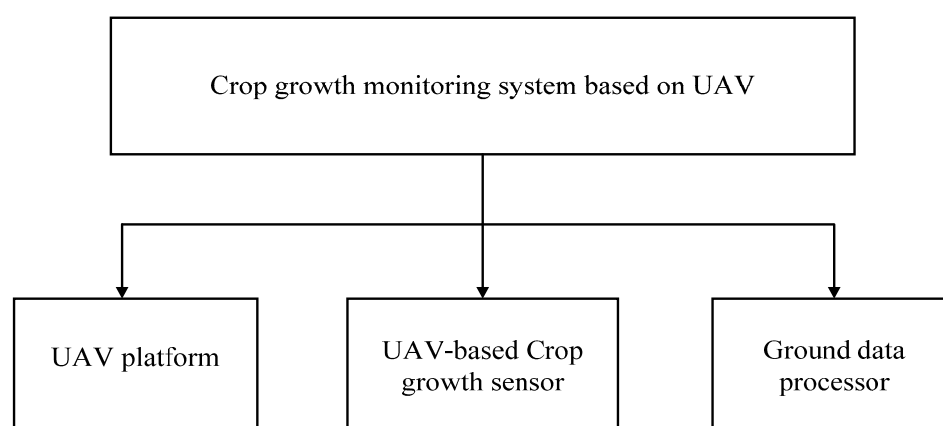 Crop growth monitoring system based on UAV
UAV platform
UAV-based Crop
growth sensor
Ground data
processor